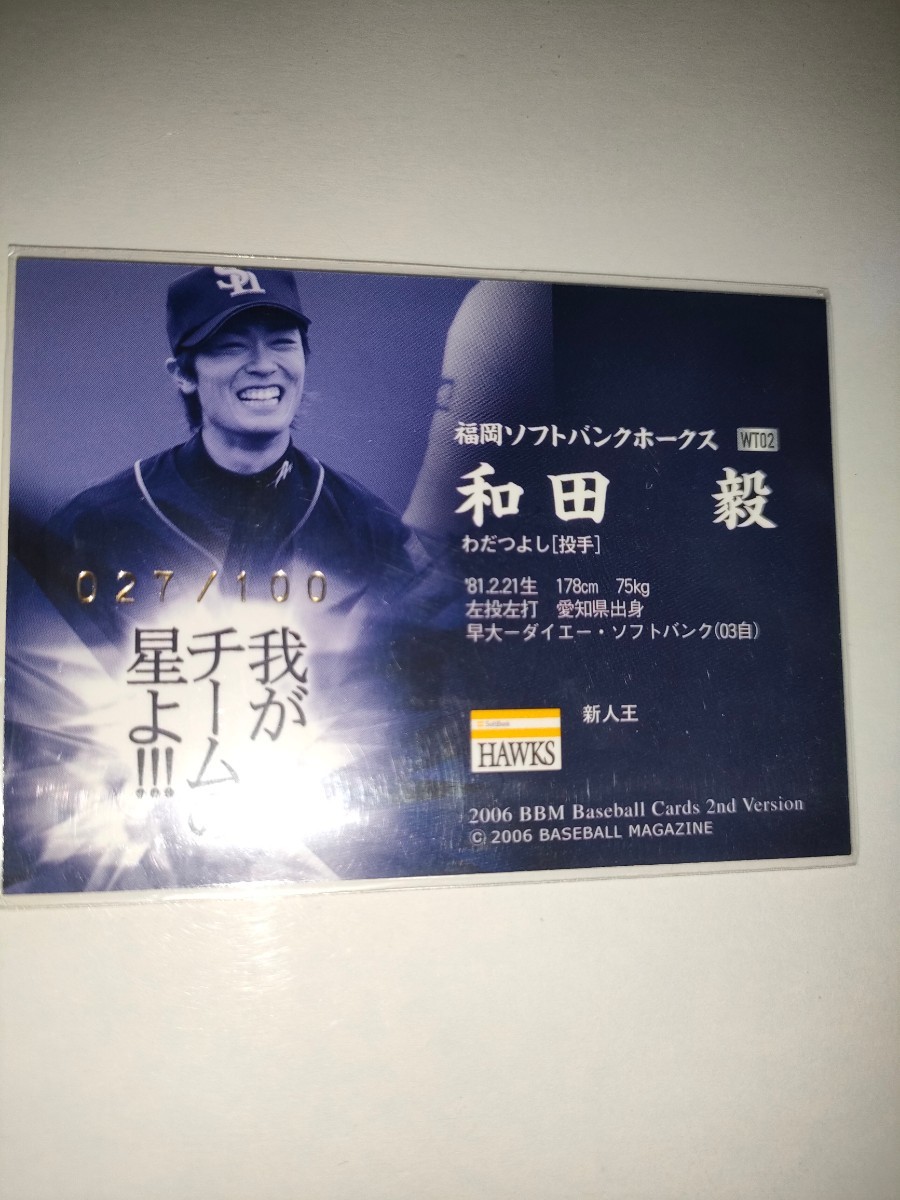 SH
福岡ソフトバンクホークス WT02
和田 毅
わだつよし[投手]
'81.2.21生 178cm 75kg
左投左打 愛知県出身
早大ーダイエー・ソフトバンク(03自)
新人王
SoftBank
HAWKS
2006 BBM Baseball Cards 2nd Version
© 2006 BASEBALL MAGAZINE
027/100
我が
チーム
星よ!!!